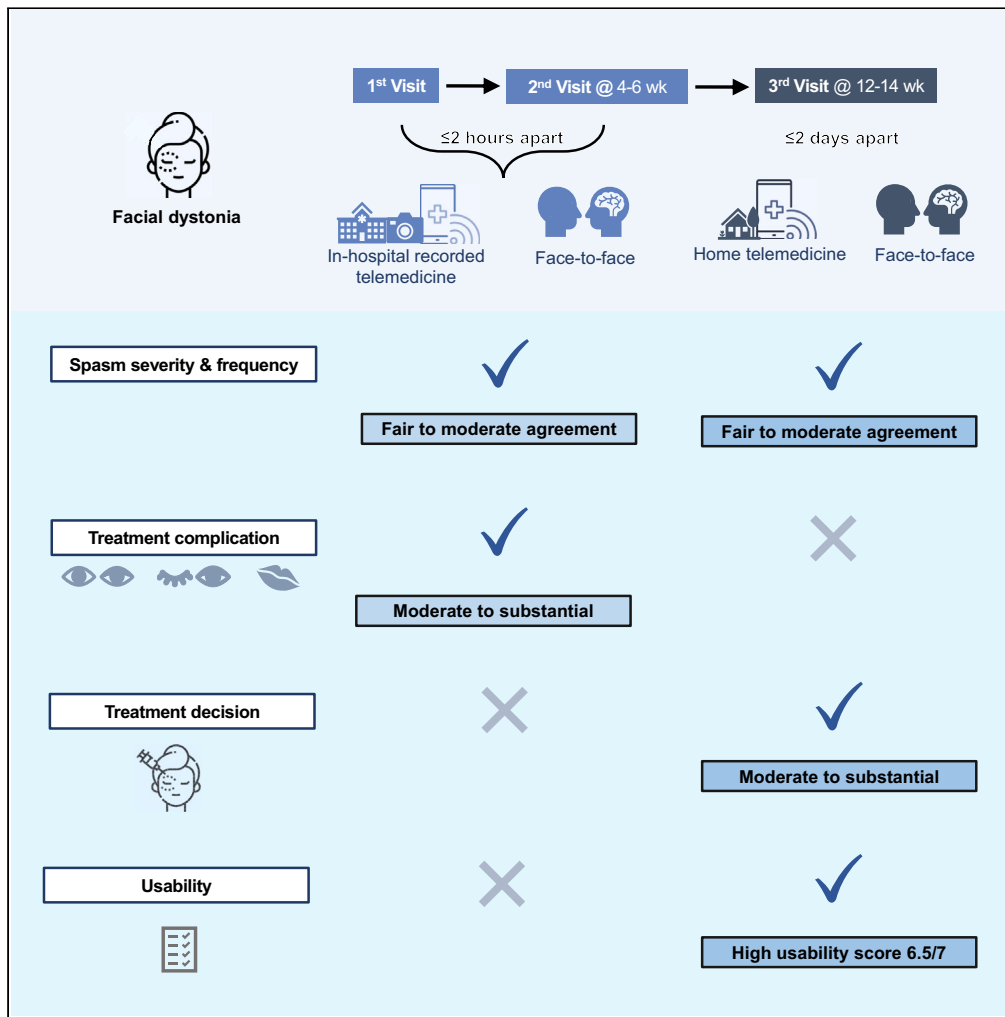 1st Visit
2nd Visit @ 4-6 wk
3rd Visit @ 12-14 wk
≤2 hours apart
≤2 days apart
Facial dystonia
In-hospital recorded
telemedicine
Face-to-face
Home telemedicine
Face-to-face
Spasm severity & frequency
Fair to moderate agreement
Fair to moderate agreement
Treatment complication
Moderate to substantial
Treatment decision
Moderate to substantial
Usability
High usability score 6.5/7